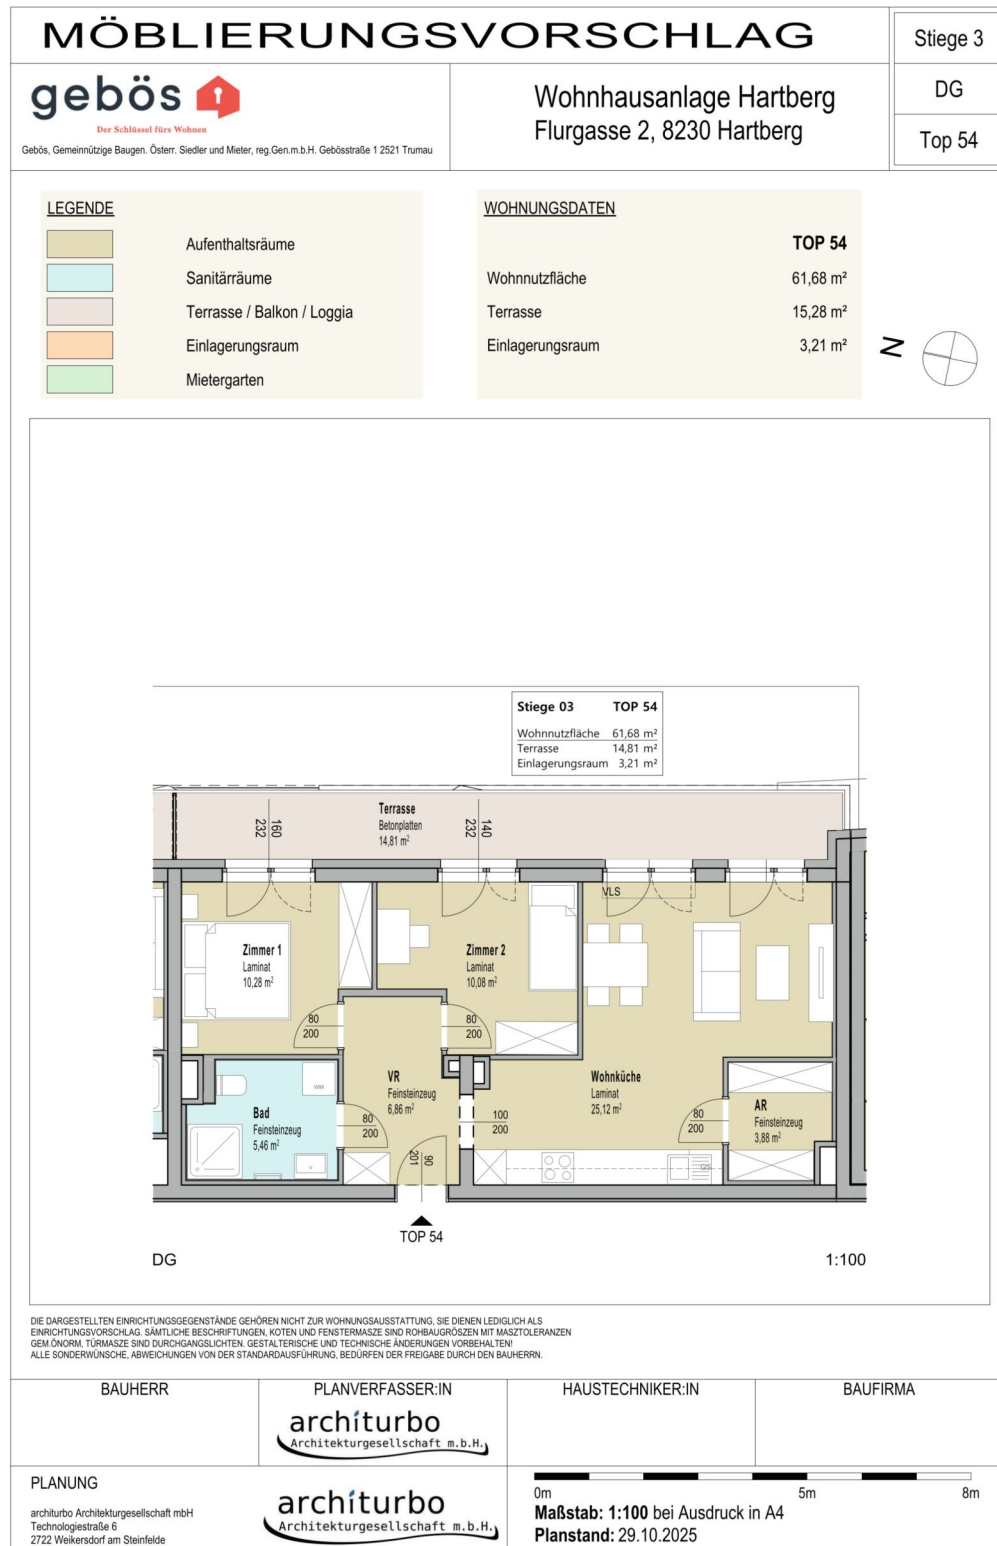 MÖBLIERUNGSVORSCHLAG
Stiege 3
DG
Top 54
gebös
Der Schlüssel fürs Wohnen
Gebös, Gemeinnützige Baugen. Österr. Siedler und Mieter, reg.Gen.m.b.H. Gebösstraße 1 2521 Trumau
Wohnhausanlage Hartberg
Flurgasse 2, 8230 Hartberg
LEGENDE
Aufenthaltsräume
Sanitärräume
Terrasse / Balkon / Loggia
Einlagerungsraum
Mietergarten
WOHNUNGSDATEN
TOP 54
Wohnnutzfläche 61,68 m²
Terrasse 15,28 m²
Einlagerungsraum 3,21 m²
N
Stiege 03 TOP 54
Wohnnutzfläche 61,68 m²
Terrasse 14,81 m²
Einlagerungsraum 3,21 m²
Terrasse
Betonplatten
14,81 m²
160
232
140
232
VLS
Zimmer 1
Laminat
10,28 m²
Zimmer 2
Laminat
10,08 m²
80
200
80
200
VR
Feinsteinzeug
6,86 m²
Wohnküche
Laminat
25,12 m²
WM
Bad
Feinsteinzeug
5,46 m²
80
200
100
200
80
200
AR
Feinsteinzeug
3,88 m²
90
201
GS
TOP 54
DG
1:100
DIE DARGESTELLTEN EINRICHTUNGSGEGENSTÄNDE GEHÖREN NICHT ZUR WOHNUNGSAUSSTATTUNG, SIE DIENEN LEDIGLICH ALS
EINRICHTUNGSVORSCHLAG. SÄMTLICHE BESCHRIFTUNGEN, KOTEN UND FENSTERMASZE SIND ROHBAUGRÖSZEN MIT MASZTOLERANZEN
GEM.ÖNORM, TÜRMASZE SIND DURCHGANGSLICHTEN. GESTALTERISCHE UND TECHNISCHE ÄNDERUNGEN VORBEHALTEN!
ALLE SONDERWÜNSCHE, ABWEICHUNGEN VON DER STANDARDAUSFÜHRUNG, BEDÜRFEN DER FREIGABE DURCH DEN BAUHERRN.
BAUHERR
PLANVERFASSER:IN
HAUSTECHNIKER:IN
BAUFIRMA
architurbo
Architekturgesellschaft m.b.H.
PLANUNG
architurbo Architekturgesellschaft mbH
Technologiestraße 6
2722 Weikersdorf am Steinfelde
architurbo
Architekturgesellschaft m.b.H.
0m 5m 8m
Maßstab: 1:100 bei Ausdruck in A4
Planstand: 29.10.2025